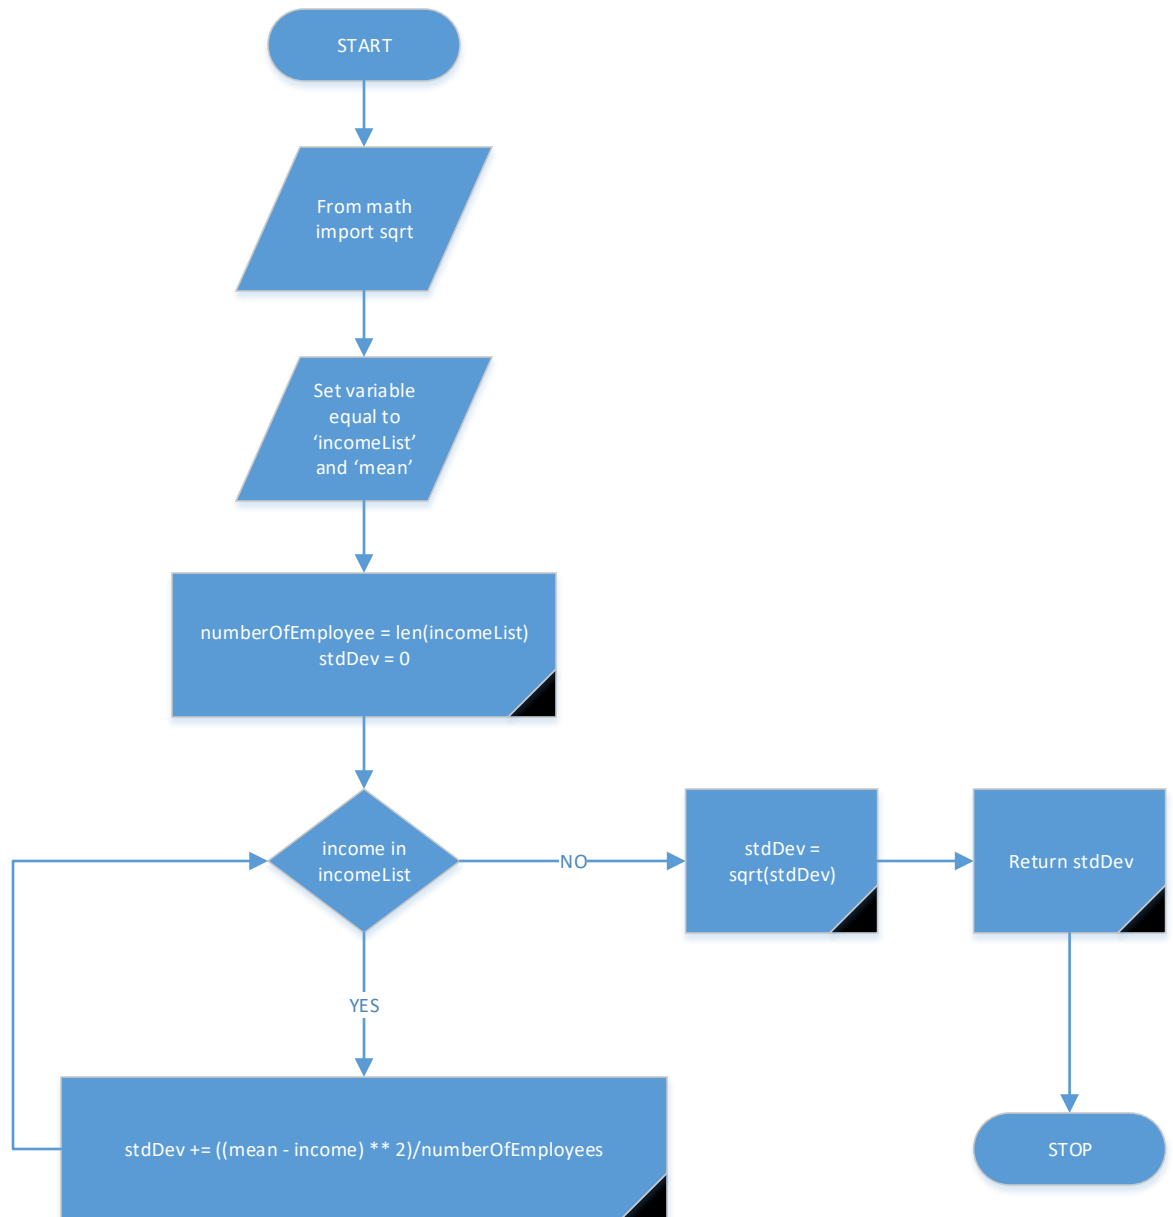 START
From math
import sqrt
Set variable
equal to
‘incomeList’
and ‘mean’
numberOfEmployee = len(incomeList)
stdDev = 0
income in
incomeList
NO
stdDev =
sqrt(stdDev)
Return stdDev
YES
stdDev += ((mean - income) ** 2)/numberOfEmployees
STOP